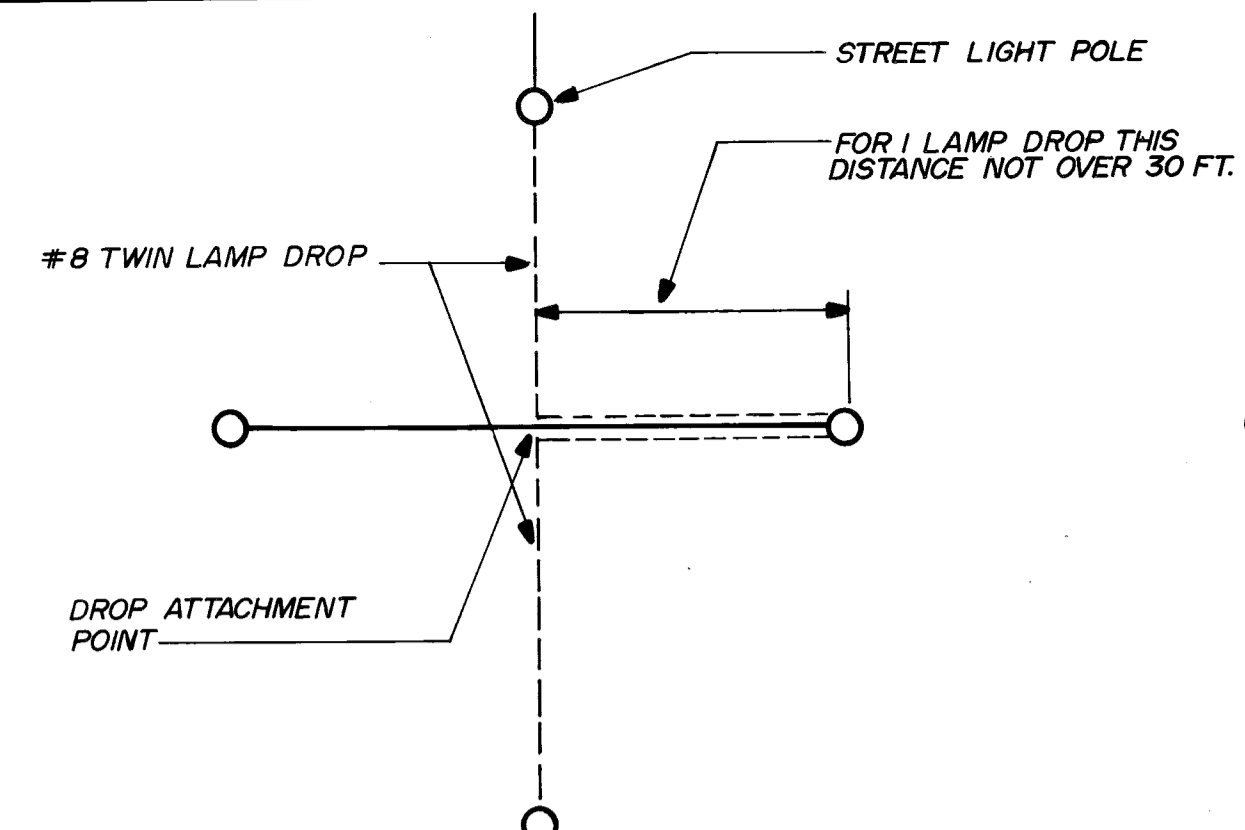 STREET LIGHT POLE
FOR 1 LAMP DROP THIS
DISTANCE NOT OVER 30 FT.
#8 TWIN LAMP DROP
DROP ATTACHMENT
POINT